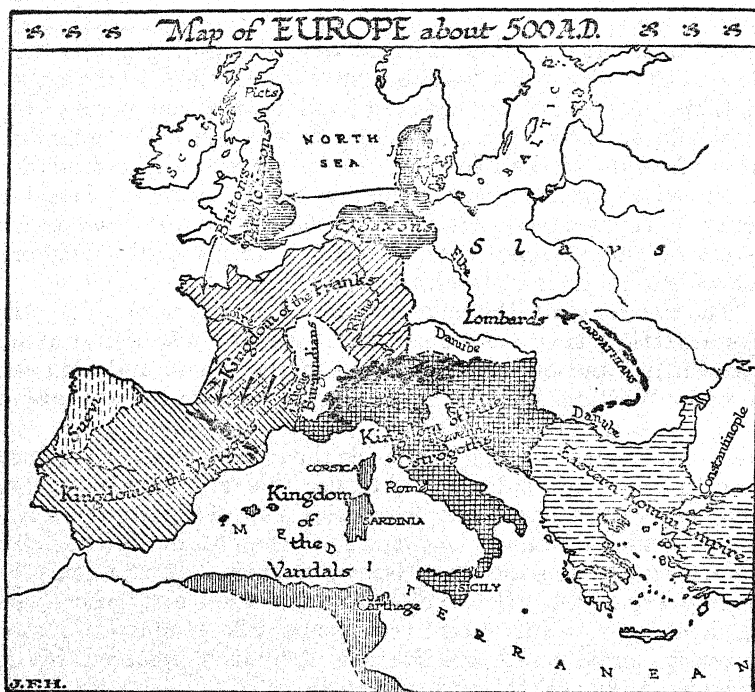 Map of EUROPE about 500 A.D.
Picts
SCOTS
NORTH
SEA
BALTIC
Britons
Angles
Saxons
Slavs
Elbe
Kingdom of the Franks
Lombards
CARPATHIANS
Danube
Burgundians
Suevi
Danube
Constantinople
Kingdom of the
Ostrogoths
Eastern Roman Empire
CORSICA
Rome
Kingdom of the Visigoths
Kingdom
of
the
Vandals
SARDINIA
SICILY
Carthage
MEDITERRANEAN
J.F.H.